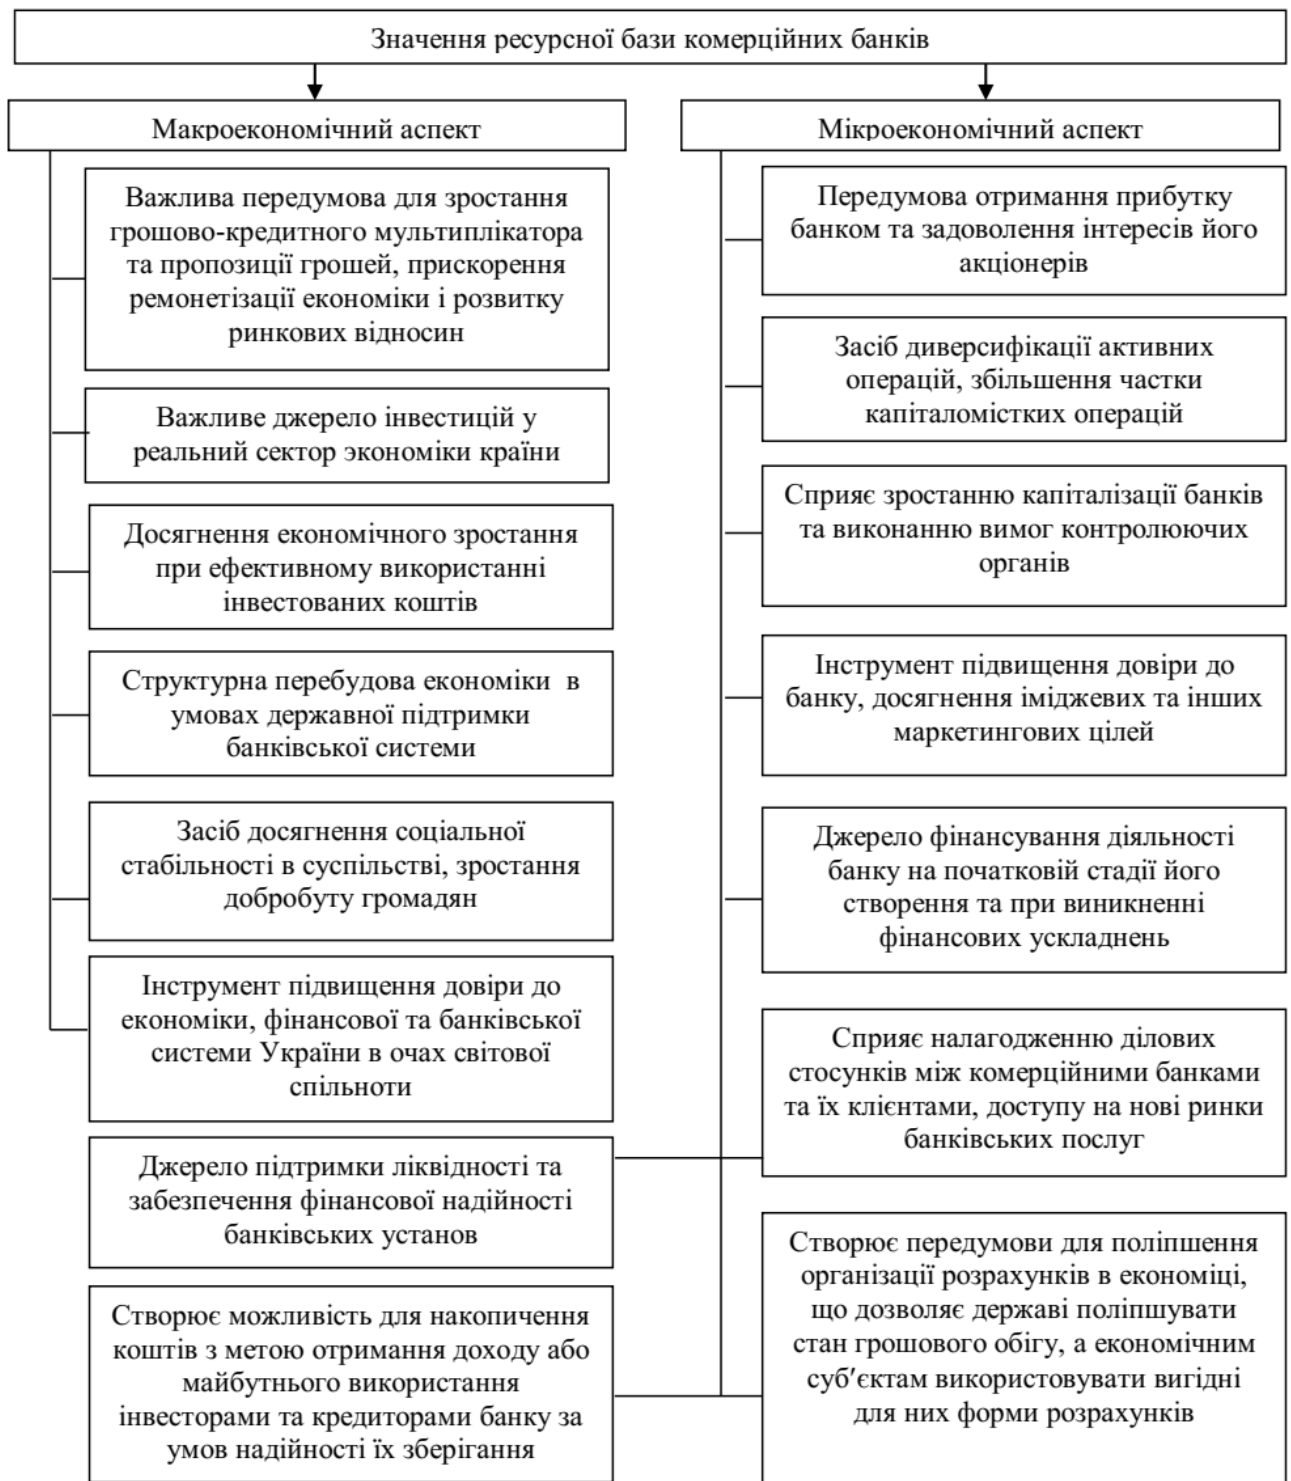 Значення ресурсної бази комерційних банків
Макроекономічний аспект
Важлива передумова для зростання
грошово-кредитного мультиплікатора
та пропозиції грошей, прискорення
ремонетізації економіки і розвитку
ринкових відносин
Важливе джерело інвестицій у
реальний сектор экономіки країни
Досягнення економічного зростання
при ефективному використанні
інвестованих коштів
Структурна перебудова економіки в
умовах державної підтримки
банківської системи
Засіб досягнення соціальної
стабільності в суспільстві, зростання
добробуту громадян
Інструмент підвищення довіри до
економіки, фінансової та банківської
системи України в очах світової
спільноти
Джерело підтримки ліквідності та
забезпечення фінансової надійності
банківських установ
Створює можливість для накопичення
коштів з метою отримання доходу або
майбутнього використання
інвесторами та кредиторами банку за
умов надійності їх зберігання
Мікроекономічний аспект
Передумова отримання прибутку
банком та задоволення інтересів його
акціонерів
Засіб диверсифікації активних
операцій, збільшення частки
капіталомістких операцій
Сприяє зростанню капіталізації банків
та виконанню вимог контролюючих
органів
Інструмент підвищення довіри до
банку, досягнення іміджевих та інших
маркетингових цілей
Джерело фінансування діяльності
банку на початковій стадії його
створення та при виникненні
фінансових ускладнень
Сприяє налагодженню ділових
стосунків між комерційними банками
та їх клієнтами, доступу на нові ринки
банківських послуг
Створює передумови для поліпшення
організації розрахунків в економіці,
що дозволяє державі поліпшувати
стан грошового обігу, а економічним
суб′єктам використовувати вигідні
для них форми розрахунків